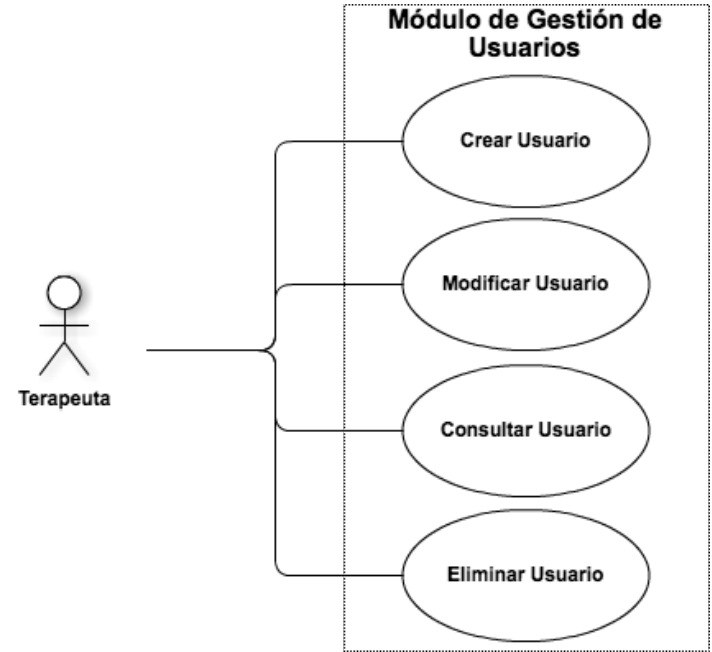 Módulo de Gestión de
Usuarios
Crear Usuario
Modificar Usuario
Terapeuta
Consultar Usuario
Eliminar Usuario